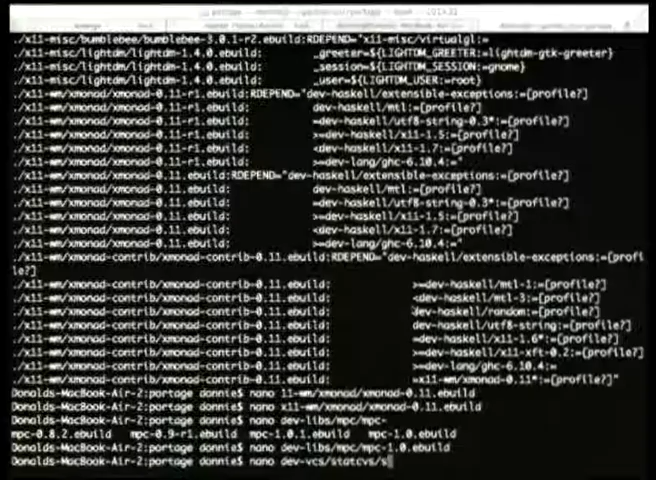 ./x11-misc/bumblebee/bumblebee-3.0.1-r2.ebuild:RDEPEND="x11-misc/virtualgl:=
./x11-misc/lightdm/lightdm-1.4.0.ebuild: _greeter=${LIGHTDM_GREETER:=lightdm-gtk-greeter}
./x11-misc/lightdm/lightdm-1.4.0.ebuild: _session=${LIGHTDM_SESSION:=gnome}
./x11-misc/lightdm/lightdm-1.4.0.ebuild: _user=${LIGHTDM_USER:=root}
./x11-wm/xmonad/xmonad-0.11-r1.ebuild:RDEPEND="dev-haskell/extensible-exceptions:=[profile?]
./x11-wm/xmonad/xmonad-0.11-r1.ebuild: dev-haskell/mtl:=[profile?]
./x11-wm/xmonad/xmonad-0.11-r1.ebuild: dev-haskell/utf8-string-0.3*:=[profile?]
./x11-wm/xmonad/xmonad-0.11-r1.ebuild: >=dev-haskell/x11-1.5:=[profile?]
./x11-wm/xmonad/xmonad-0.11-r1.ebuild: <dev-haskell/x11-1.7:=[profile?]
./x11-wm/xmonad/xmonad-0.11-r1.ebuild: >=dev-lang/ghc-6.10.4:="
./x11-wm/xmonad/xmonad-0.11.ebuild:RDEPEND="dev-haskell/extensible-exceptions:=[profile?]
./x11-wm/xmonad/xmonad-0.11.ebuild: dev-haskell/mtl:=[profile?]
./x11-wm/xmonad/xmonad-0.11.ebuild: =dev-haskell/utf8-string-0.3*:=[profile?]
./x11-wm/xmonad/xmonad-0.11.ebuild: >=dev-haskell/x11-1.5:=[profile?]
./x11-wm/xmonad/xmonad-0.11.ebuild: <dev-haskell/x11-1.7:=[profile?]
./x11-wm/xmonad/xmonad-0.11.ebuild: >=dev-lang/ghc-6.10.4:="
./x11-wm/xmonad-contrib/xmonad-contrib-0.11.ebuild:RDEPEND="dev-haskell/extensible-exceptions:=[profi
le?]
./x11-wm/xmonad-contrib/xmonad-contrib-0.11.ebuild: >=dev-haskell/mtl-1:=[profile?]
./x11-wm/xmonad-contrib/xmonad-contrib-0.11.ebuild: <dev-haskell/mtl-3:=[profile?]
./x11-wm/xmonad-contrib/xmonad-contrib-0.11.ebuild: dev-haskell/random:=[profile?]
./x11-wm/xmonad-contrib/xmonad-contrib-0.11.ebuild: dev-haskell/utf8-string:=[profile?]
./x11-wm/xmonad-contrib/xmonad-contrib-0.11.ebuild: =dev-haskell/x11-1.6*:=[profile?]
./x11-wm/xmonad-contrib/xmonad-contrib-0.11.ebuild: >=dev-haskell/x11-xft-0.2:=[profile?]
./x11-wm/xmonad-contrib/xmonad-contrib-0.11.ebuild: >=dev-lang/ghc-6.10.4:=
./x11-wm/xmonad-contrib/xmonad-contrib-0.11.ebuild: =x11-wm/xmonad-0.11*:=[profile?]"
Donalds-MacBook-Air-2:portage donnie$ nano 11-wm/xmonad/xmonad-0.11.ebuild
Donalds-MacBook-Air-2:portage donnie$ nano x11-wm/xmonad/xmonad-0.11.ebuild
Donalds-MacBook-Air-2:portage donnie$ nano dev-libs/mpc/mpc-
mpc-0.8.2.ebuild mpc-0.9-r1.ebuild mpc-1.0.1.ebuild mpc-1.0.ebuild
Donalds-MacBook-Air-2:portage donnie$ nano dev-libs/mpc/mpc-1.0.ebuild
Donalds-MacBook-Air-2:portage donnie$ nano dev-vcs/statcvs/s